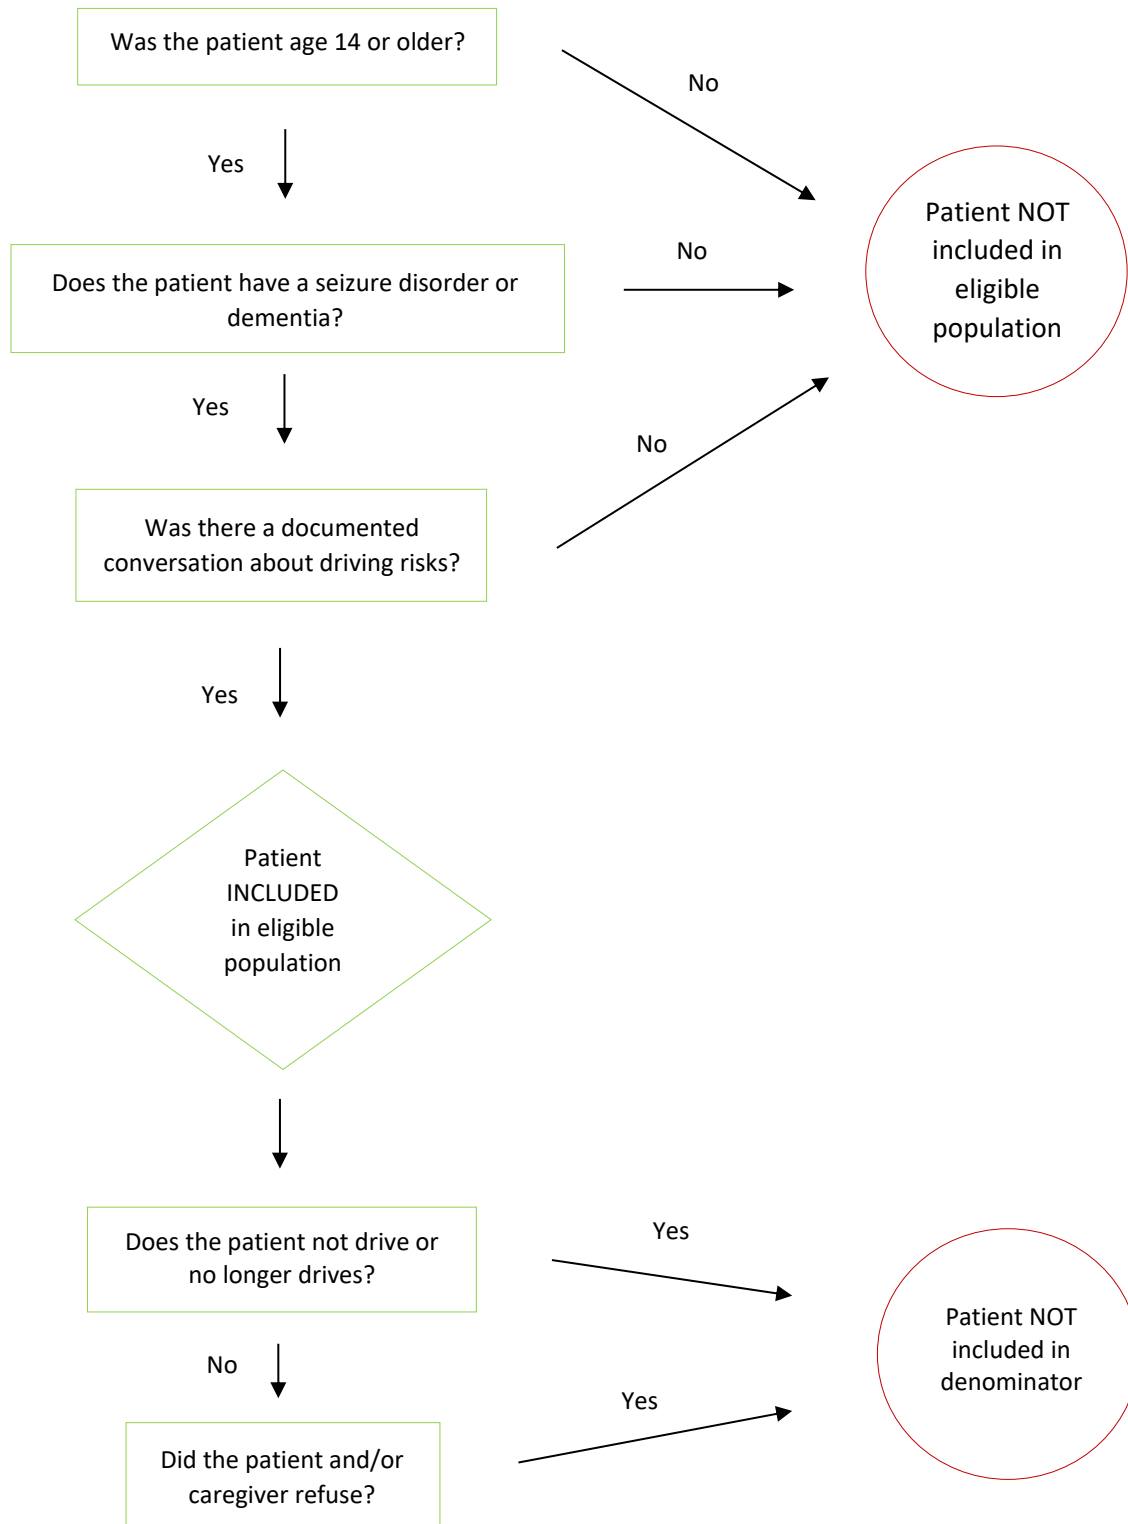 Was the patient age 14 or older?
No
Yes
Patient NOT
included in
eligible
population
Does the patient have a seizure disorder or
dementia?
No
Yes
No
Was there a documented
conversation about driving risks?
Yes
Patient
INCLUDED
in eligible
population
Does the patient not drive or
no longer drives?
Yes
Patient NOT
included in
denominator
No
Yes
Did the patient and/or
caregiver refuse?